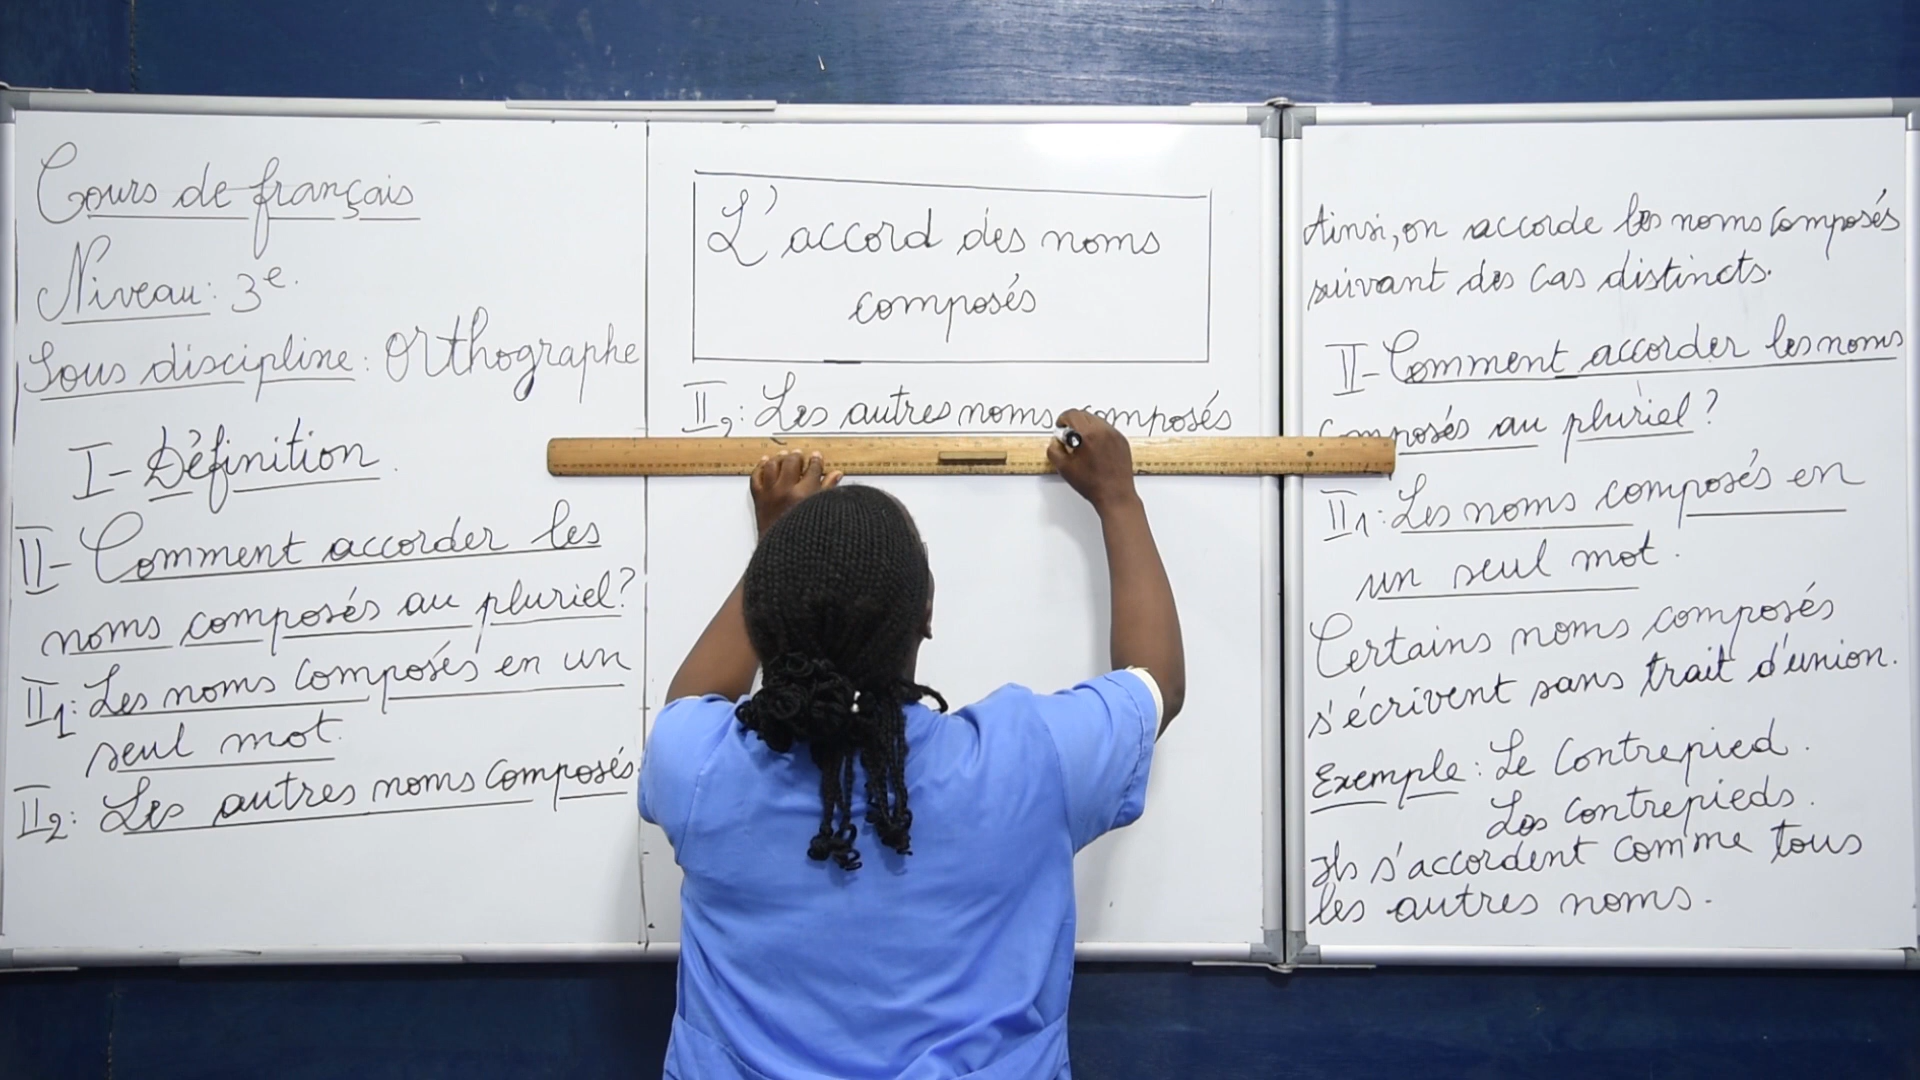 Cours de français
Niveau: 3e.
Sous discipline: Orthographe
I- Définition.
II- Comment accorder les
noms composés au pluriel?
II1: Les noms composés en un
seul mot.
II2: Les autres noms composés.
L'accord des noms
composés
II2: Les autres noms composés
Ainsi, on accorde les noms composés
suivant des cas distincts.
II- Comment accorder les noms
composés au pluriel?
II1: Les noms composés en
un seul mot.
Certains noms composés
s'écrivent sans trait d'union.
Exemple: Le contrepied.
Les contrepieds.
Ils s'accordent comme tous
les autres noms.